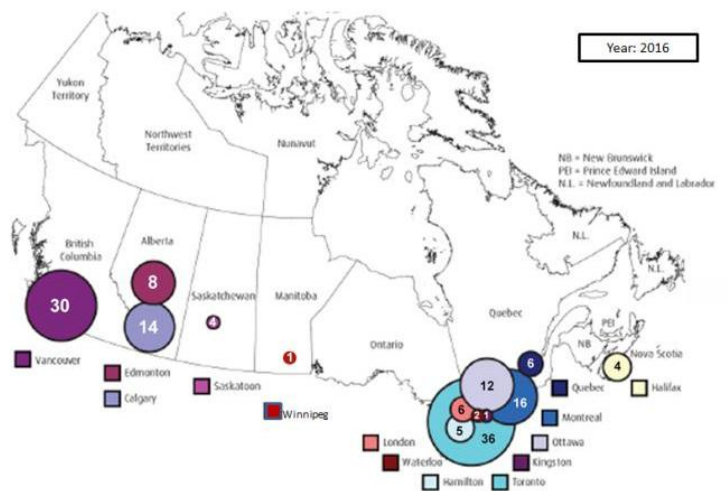 Year: 2016
Yukon
Territory
Northwest
Territories
Nunavut
NB = New Brunswick
PEI = Prince Edward Island
N.L. = Newfoundland and Labrador
British
Columbia
Alberta
Saskatchewan
Manitoba
Ontario
Quebec
N.L.
N.L.
PEI
NB
Nova Scotia
30
8
14
4
1
12
6
16
6
2
1
5
36
4
Vancouver
Edmonton
Calgary
Saskatoon
Winnipeg
Quebec
Halifax
Montreal
London
Ottawa
Waterloo
Kingston
Hamilton
Toronto